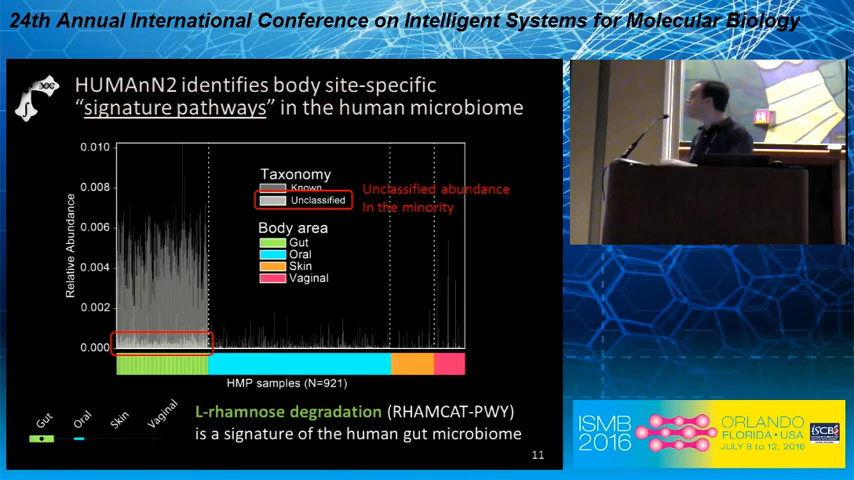 24th Annual International Conference on Intelligent Systems for Molecular Biology
HUMAnN2 identifies body site-specific
“signature pathways” in the human microbiome
0.010
0.008
0.006
0.004
0.002
0.000
Relative Abundance
Taxonomy
Known
Unclassified
Unclassified abundance
In the minority
Body area
Gut
Oral
Skin
Vaginal
HMP samples (N=921)
Gut
Oral
Skin
Vaginal
L-rhamnose degradation (RHAMCAT-PWY)
is a signature of the human gut microbiome
11
ISMB
2016
ORLANDO
FLORIDA • USA
JULY 8 to 12, 2016
ISCB